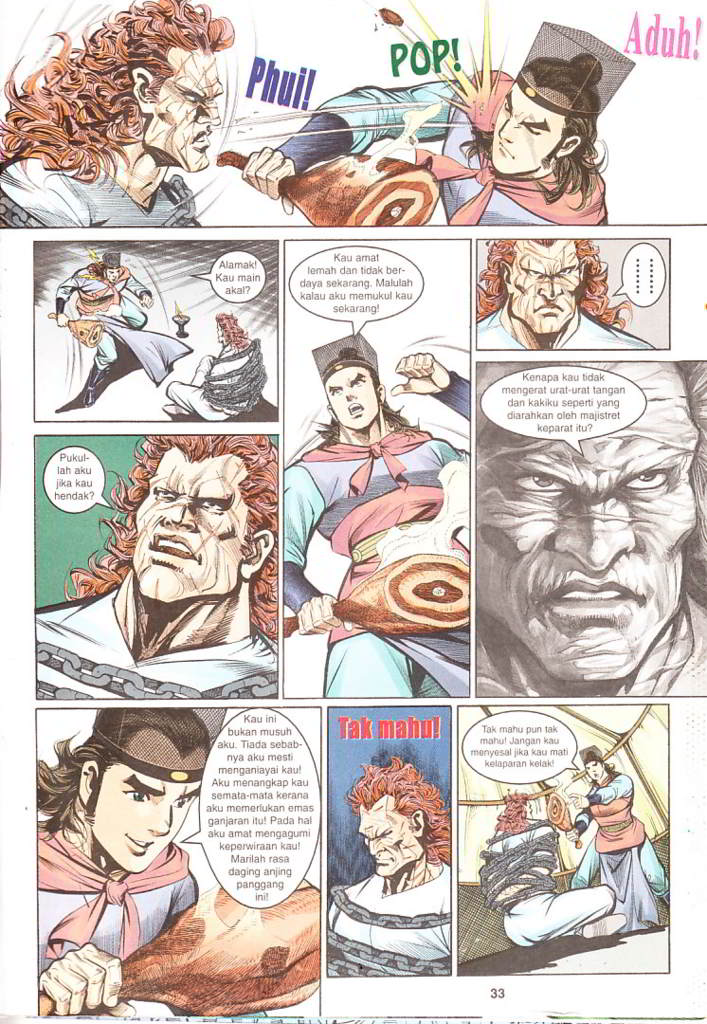 Phui!
POP!
Aduh!
Alamak!
Kau main
akal?
Kau amat
lemah dan tidak ber-
daya sekarang. Malulah
kalau aku memukul kau
sekarang!
Pukul-
lah aku
jika kau
hendak?
Kenapa kau tidak
mengerat urat-urat tangan
dan kakiku seperti yang
diarahkan oleh majistret
keparat itu?
Kau ini
bukan musuh
aku. Tiada sebab-
nya aku mesti
menganiayai kau!
Aku menangkap kau
semata-mata kerana
aku memerlukan emas
ganjaran itu! Pada hal
aku amat mengagumi
keperwiraan kau!
Marilah rasa
daging anjing
panggang
ini!
Tak mahu!
Tak mahu pun tak
mahu! Jangan kau
menyesal jika kau mati
kelaparan kelak!
33